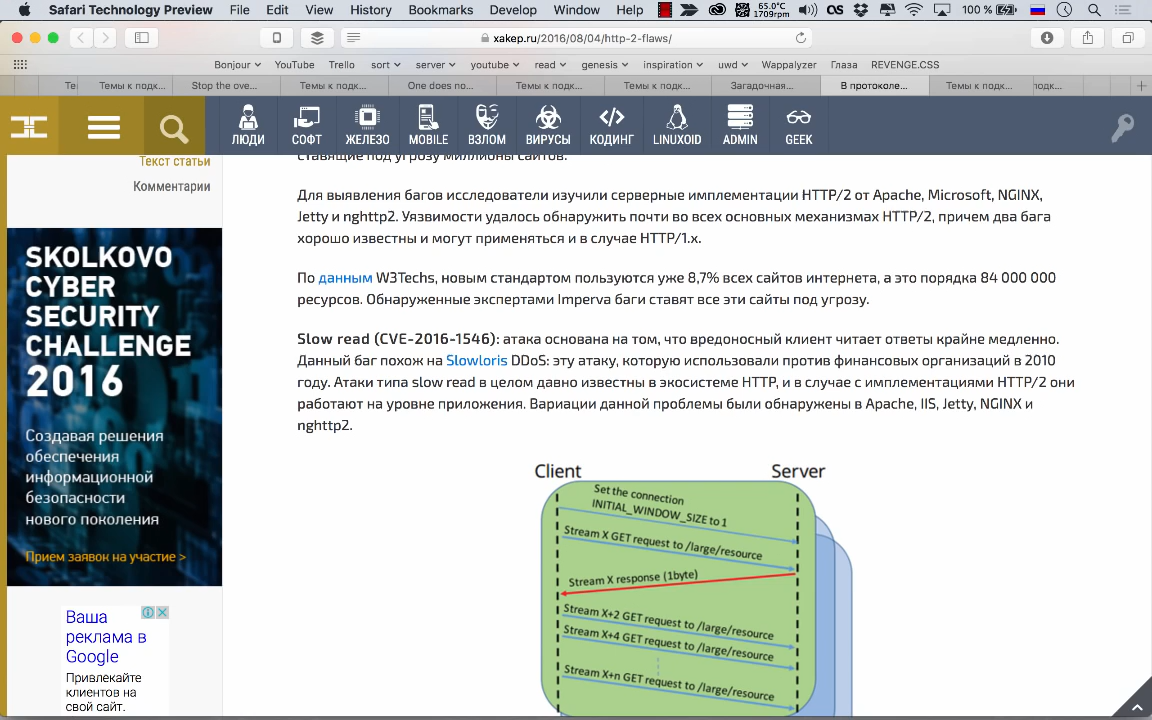 Safari Technology Preview File Edit View History Bookmarks Develop Window Help 65.0°C 1709rpm 100 %
xakep.ru/2016/08/04/http-2-flaws/
Bonjour YouTube Trello sort server youtube read genesis inspiration uwd Wappalyzer Глаза REVENGE.CSS
Те Темы к подк... Stop the ove... Темы к подк... One does no... Темы к подк... Темы к подк... Загадочная... В протоколе... Темы к подк... подк...
ЛЮДИ СОФТ ЖЕЛЕЗО MOBILE ВЗЛОМ ВИРУСЫ КОДИНГ LINUXOID ADMIN GEEK
Текст статьи
Комментарии
SKOLKOVO
CYBER
SECURITY
CHALLENGE
2016
Создавая решения
обеспечения
информационной
безопасности
нового поколения
Прием заявок на участие >
Ваша
реклама в
Google
Привлекайте
клиентов на
свой сайт.
ставящие под угрозу миллионы сайтов.
Для выявления багов исследователи изучили серверные имплементации HTTP/2 от Apache, Microsoft, NGINX,
Jetty и nghttp2. Уязвимости удалось обнаружить почти во всех основных механизмах HTTP/2, причем два бага
хорошо известны и могут применяться и в случае HTTP/1.x.
По данным W3Techs, новым стандартом пользуются уже 8,7% всех сайтов интернета, а это порядка 84 000 000
ресурсов. Обнаруженные экспертами Imperva баги ставят все эти сайты под угрозу.
Slow read (CVE-2016-1546): атака основана на том, что вредоносный клиент читает ответы крайне медленно.
Данный баг похож на Slowloris DDoS: эту атаку, которую использовали против финансовых организаций в 2010
году. Атаки типа slow read в целом давно известны в экосистеме HTTP, и в случае с имплементациями HTTP/2 они
работают на уровне приложения. Вариации данной проблемы были обнаружены в Apache, IIS, Jetty, NGINX и
nghttp2.
Client Server
Set the connection
INITIAL_WINDOW_SIZE to 1
Stream X GET request to /large/resource
Stream X response (1byte)
Stream X+2 GET request to /large/resource
Stream X+4 GET request to /large/resource
Stream X+n GET request to /large/resource